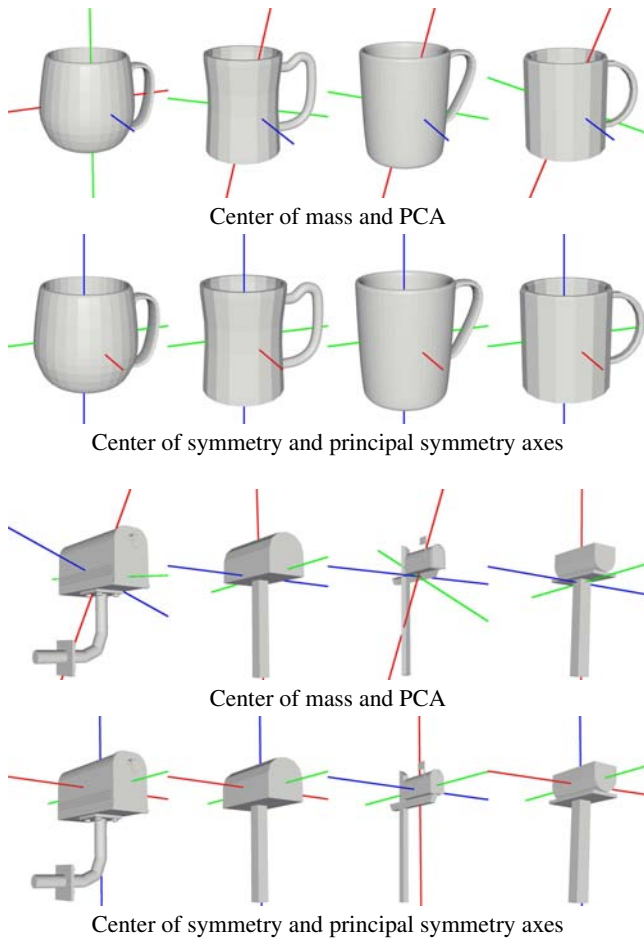 Center of mass and PCA
Center of symmetry and principal symmetry axes
Center of mass and PCA
Center of symmetry and principal symmetry axes